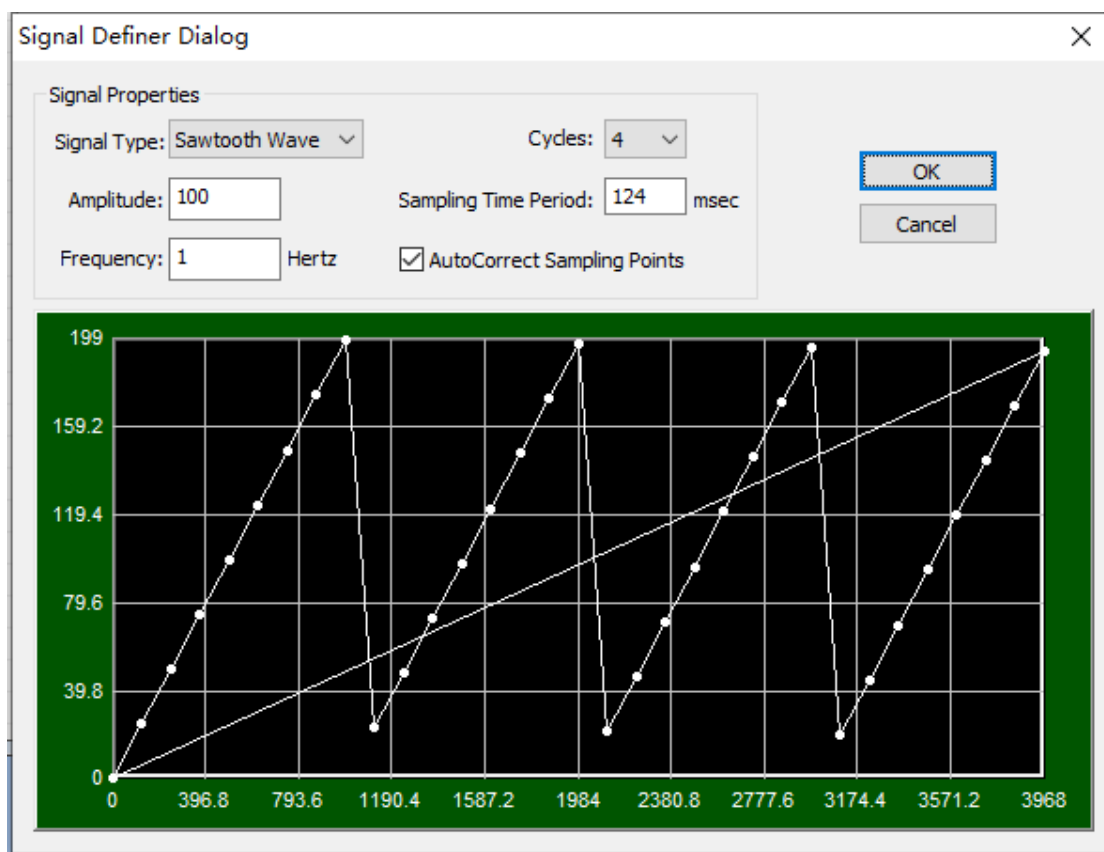 Signal Definer Dialog
Signal Properties
Signal Type: Sawtooth Wave
Cycles: 4
Amplitude: 100
Sampling Time Period: 124 msec
Frequency: 1 Hertz
AutoCorrect Sampling Points
OK
Cancel
199
159.2
119.4
79.6
39.8
0
0 396.8 793.6 1190.4 1587.2 1984 2380.8 2777.6 3174.4 3571.2 3968